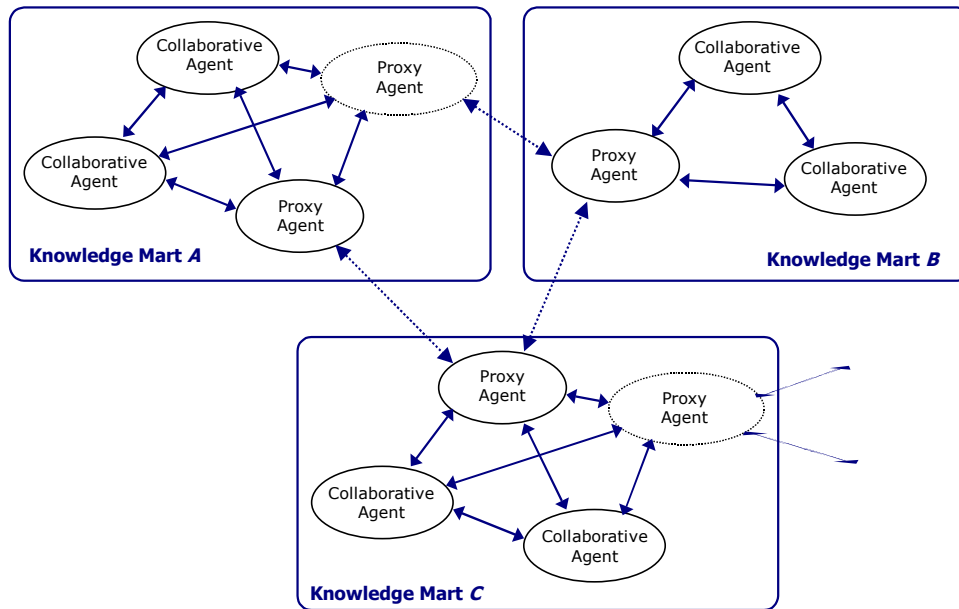 Collaborative
Agent
Proxy
Agent
Collaborative
Agent
Proxy
Agent
Knowledge Mart A
Collaborative
Agent
Proxy
Agent
Collaborative
Agent
Knowledge Mart B
Proxy
Agent
Proxy
Agent
Collaborative
Agent
Collaborative
Agent
Knowledge Mart C